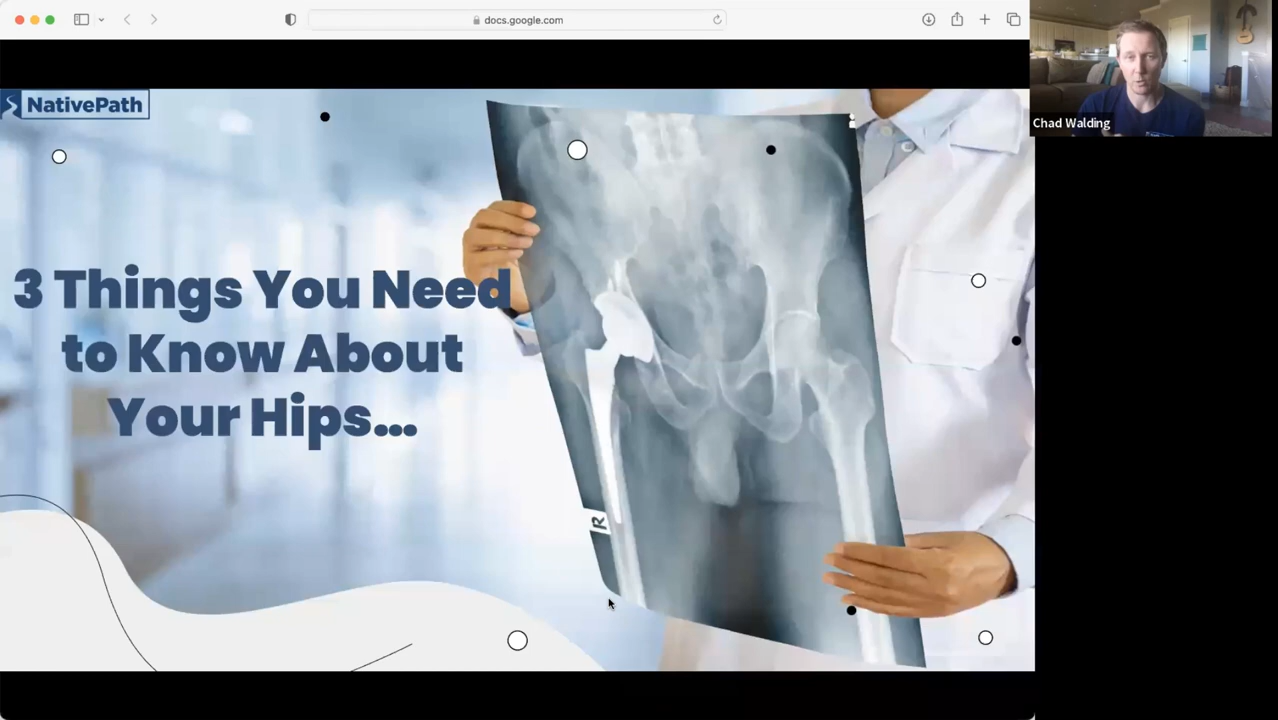 docs.google.com
NativePath
Chad Walding
3 Things You Need
to Know About
Your Hips...
R